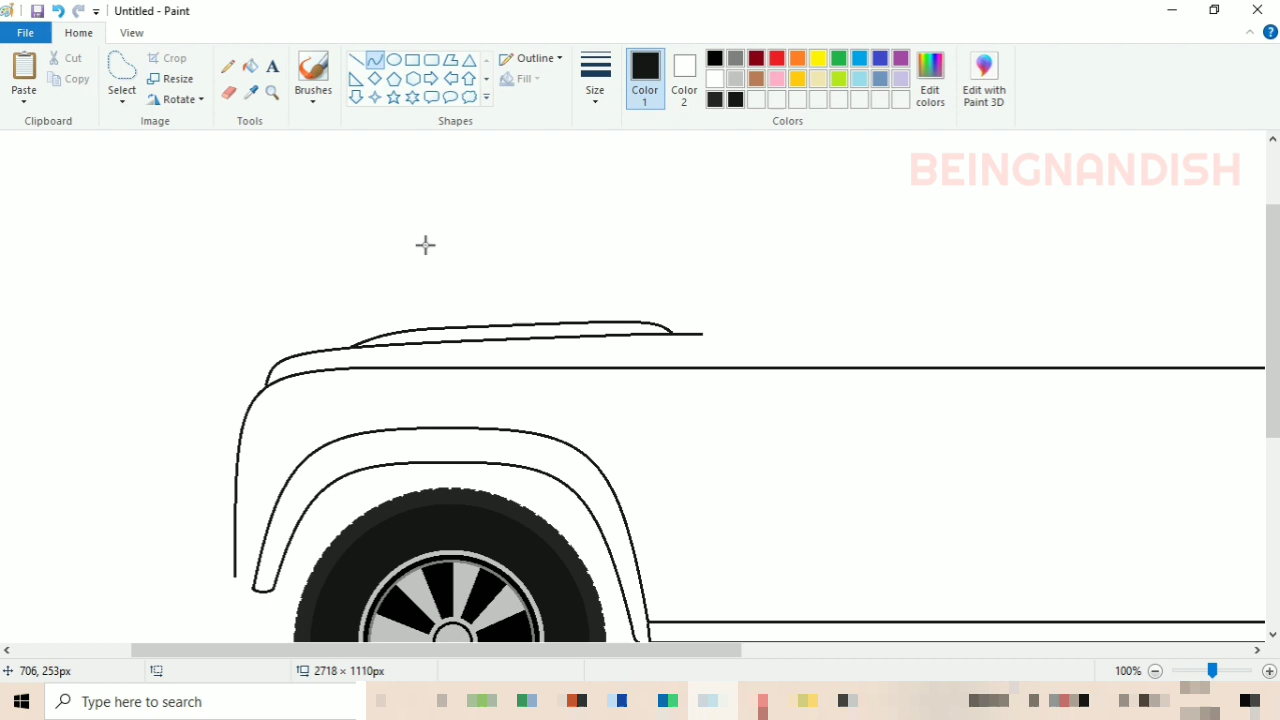 Untitled - Paint
File
Home
View
Paste
Cut
Copy
Clipboard
Select
Crop
Resize
Rotate
Image
A
Tools
Brushes
Outline
Fill
Shapes
Size
Color 1
Color 2
Edit colors
Colors
Edit with Paint 3D
BEINGNANDISH
706, 253px
2718 × 1110px
100%
Type here to search